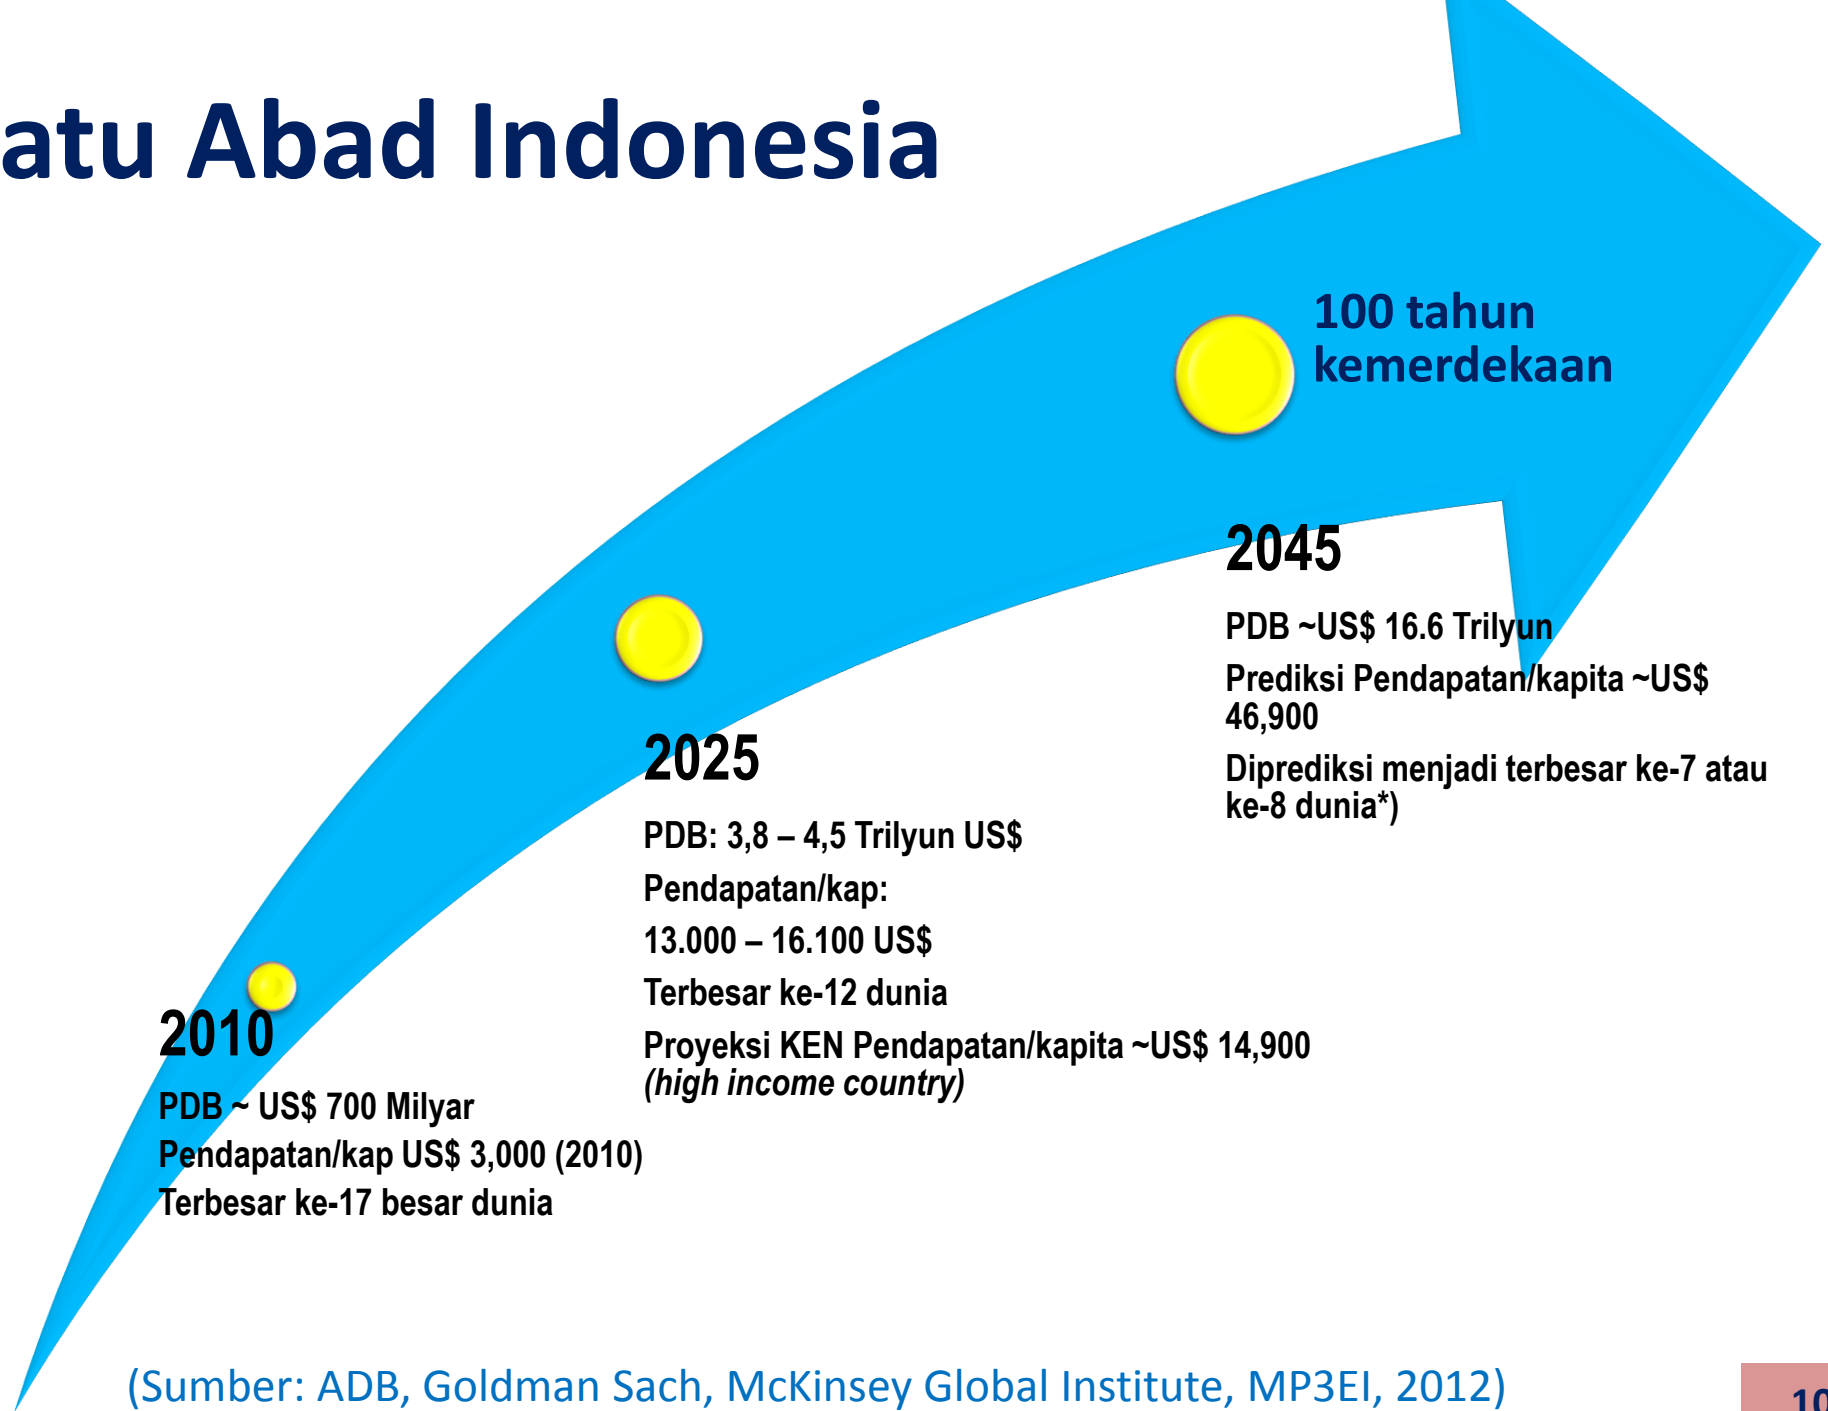 atu Abad Indonesia
100 tahun
kemerdekaan
2045
PDB ~US$ 16.6 Trilyun
Prediksi Pendapatan/kapita ~US$
46,900
Diprediksi menjadi terbesar ke-7 atau
ke-8 dunia*)
2025
PDB: 3,8 – 4,5 Trilyun US$
Pendapatan/kap:
13.000 – 16.100 US$
Terbesar ke-12 dunia
Proyeksi KEN Pendapatan/kapita ~US$ 14,900
(high income country)
2010
PDB ~ US$ 700 Milyar
Pendapatan/kap US$ 3,000 (2010)
Terbesar ke-17 besar dunia
(Sumber: ADB, Goldman Sach, McKinsey Global Institute, MP3EI, 2012)
10